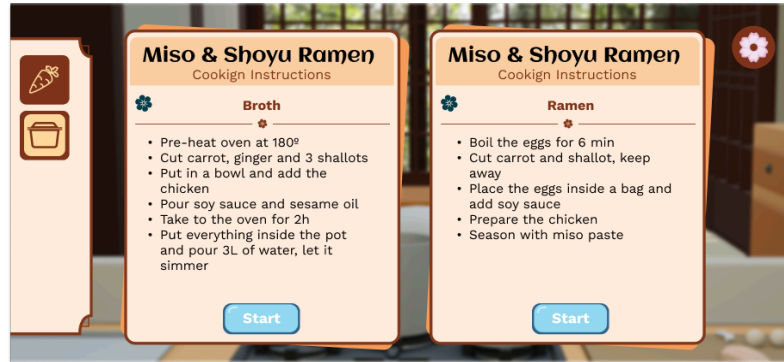 Miso & Shoyu Ramen
Cookign Instructions
Broth
• Pre-heat oven at 180º
• Cut carrot, ginger and 3 shallots
• Put in a bowl and add the
chicken
• Pour soy sauce and sesame oil
• Take to the oven for 2h
• Put everything inside the pot
and pour 3L of water, let it
simmer
Start
Miso & Shoyu Ramen
Cookign Instructions
Ramen
• Boil the eggs for 6 min
• Cut carrot and shallot, keep
away
• Place the eggs inside a bag and
add soy sauce
• Prepare the chicken
• Season with miso paste
Start